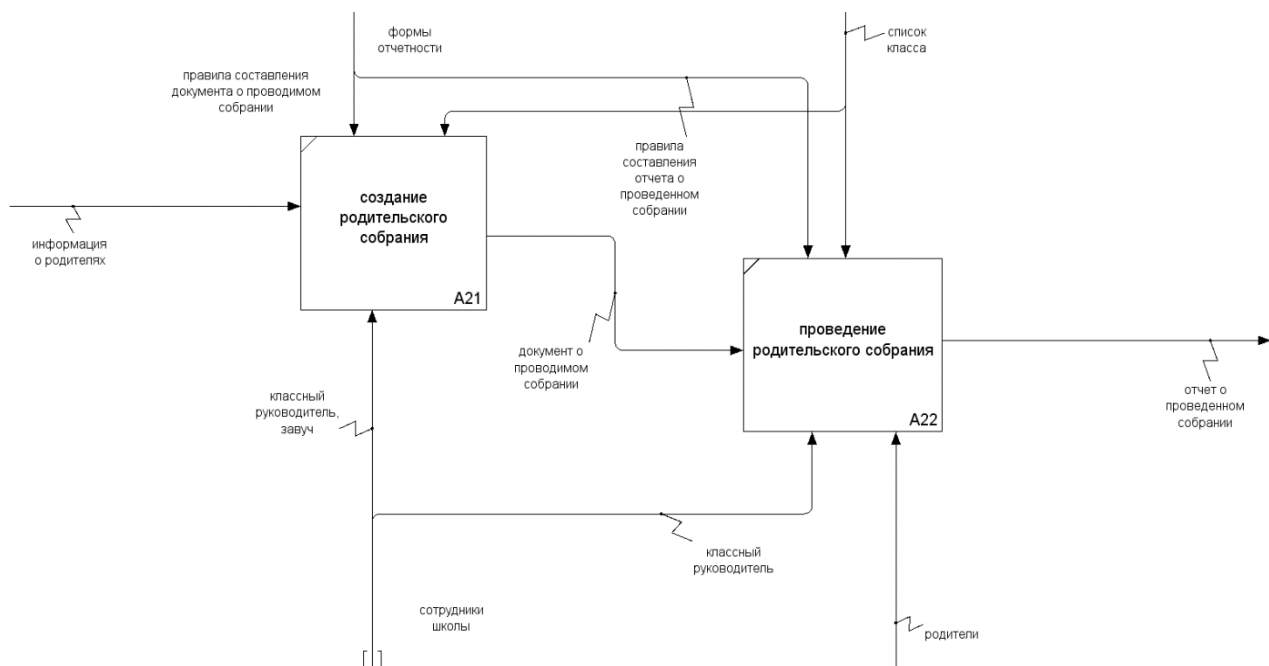 формы
отчетности
список
класса
правила составления
документа о проводимом
собрании
правила
составления
отчета о
проведенном
собрании
создание
родительского
собрания
A21
информация
о родителях
документ о
проводимом
собрании
проведение
родительского собрания
A22
отчет о
проведенном
собрании
классный
руководитель,
завуч
классный
руководитель
сотрудники
школы
родители